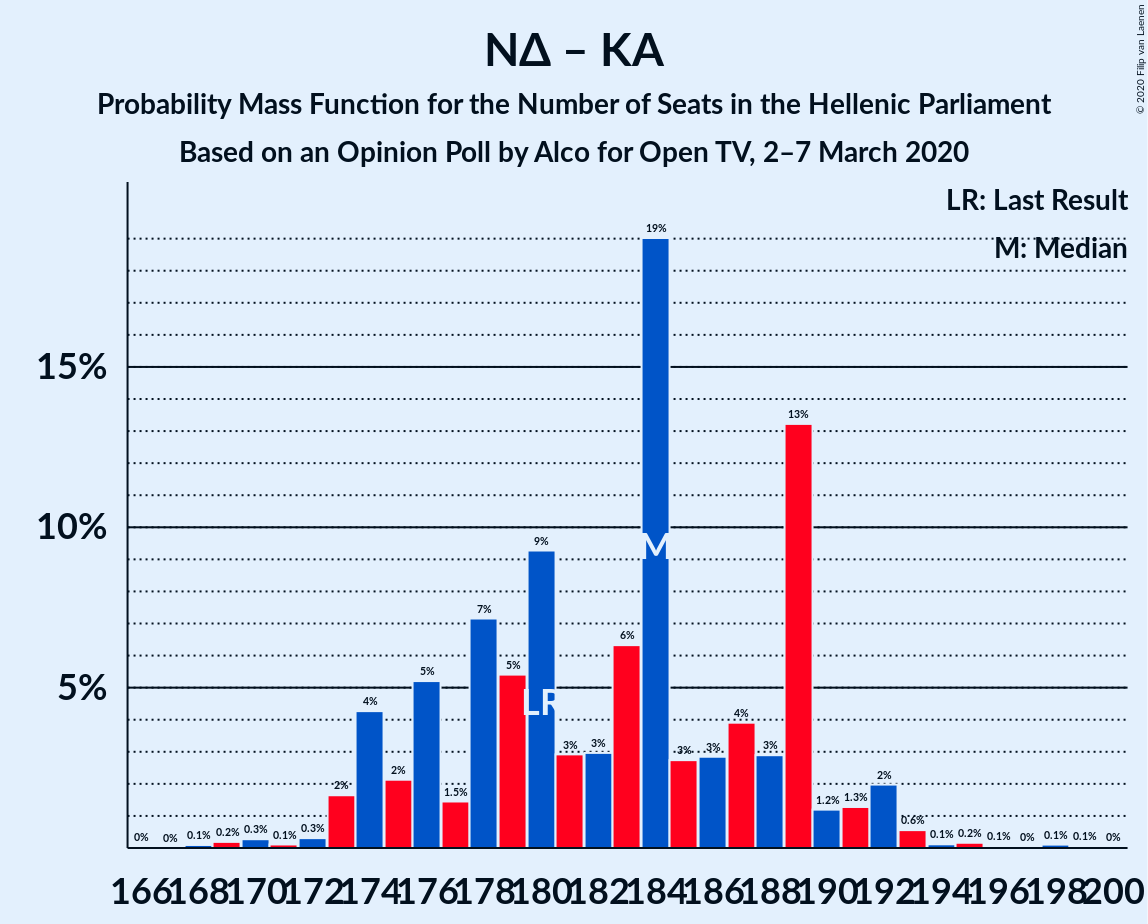 ΝΔ – ΚΑ
Probability Mass Function for the Number of Seats in the Hellenic Parliament
Based on an Opinion Poll by Alco for Open TV, 2–7 March 2020
© 2020 Filip van Laenen
LR: Last Result
M: Median
15%
10%
5%
0% 0% 0.1% 0.2% 0.3% 0.1% 0.3% 2% 4% 2% 5% 1.5% 7% 5% 9% 3% 3% 6% 19% 3% 3% 4% 3% 13% 1.2% 1.3% 2% 0.6% 0.1% 0.2% 0.1% 0% 0.1% 0.1% 0%
LR
M
166 168 170 172 174 176 178 180 182 184 186 188 190 192 194 196 198 200